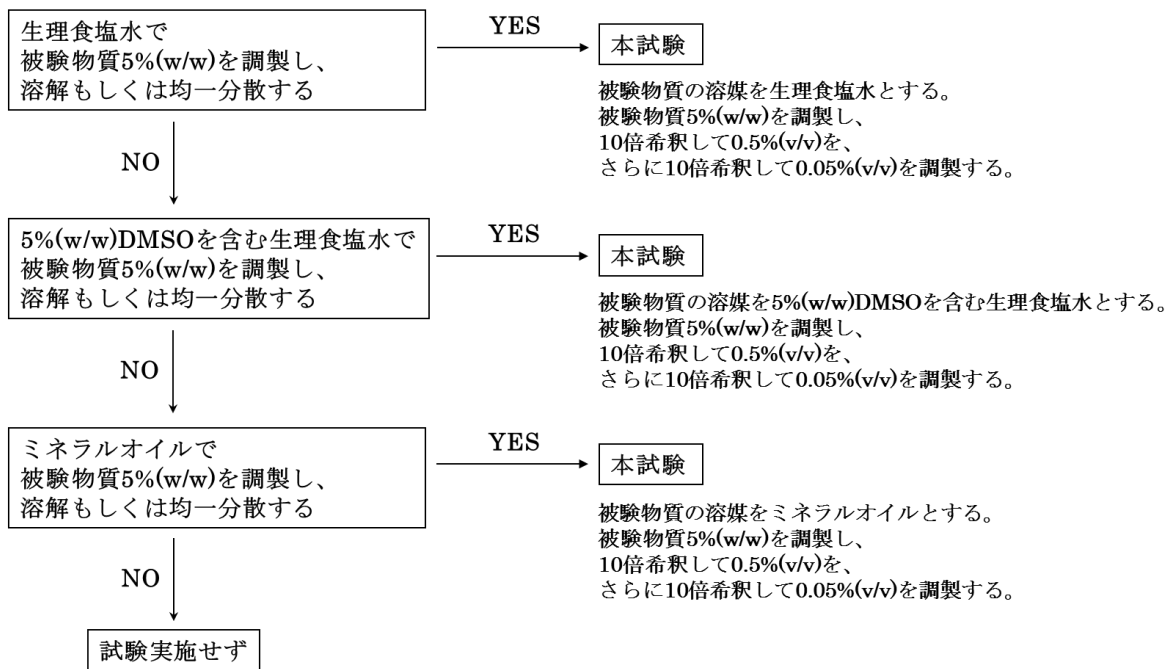 生理食塩水で
被験物質5%(w/w)を調製し、
溶解もしくは均一分散する
YES
本試験
被験物質の溶媒を生理食塩水とする。
被験物質5%(w/w)を調製し、
10倍希釈して0.5%(v/v)を、
さらに10倍希釈して0.05%(v/v)を調製する。
NO
5%(w/w)DMSOを含む生理食塩水で
被験物質5%(w/w)を調製し、
溶解もしくは均一分散する
YES
本試験
被験物質の溶媒を5%(w/w)DMSOを含む生理食塩水とする。
被験物質5%(w/w)を調製し、
10倍希釈して0.5%(v/v)を、
さらに10倍希釈して0.05%(v/v)を調製する。
NO
ミネラルオイルで
被験物質5%(w/w)を調製し、
溶解もしくは均一分散する
YES
本試験
被験物質の溶媒をミネラルオイルとする。
被験物質5%(w/w)を調製し、
10倍希釈して0.5%(v/v)を、
さらに10倍希釈して0.05%(v/v)を調製する。
NO
試験実施せず